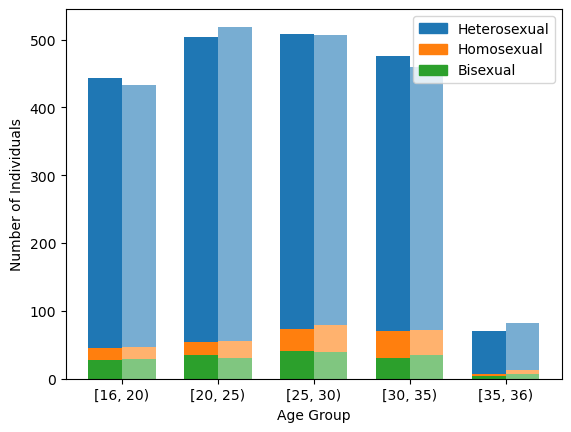 Heterosexual
Homosexual
Bisexual
Number of Individuals
500
400
300
200
100
0
[16, 20)
[20, 25)
[25, 30)
[30, 35)
[35, 36)
Age Group